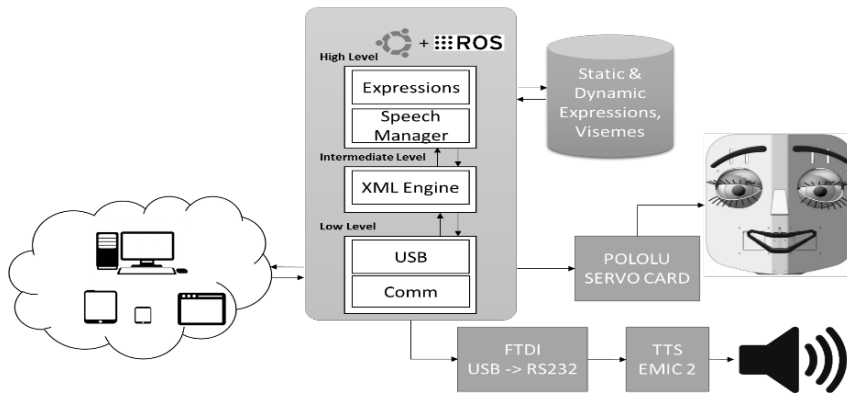 + ROS
High Level
Expressions
Speech
Manager
Intermediate Level
XML Engine
Low Level
USB
Comm
Static &
Dynamic
Expressions,
Visemes
POLOLU
SERVO CARD
FTDI
USB -> RS232
TTS
EMIC 2